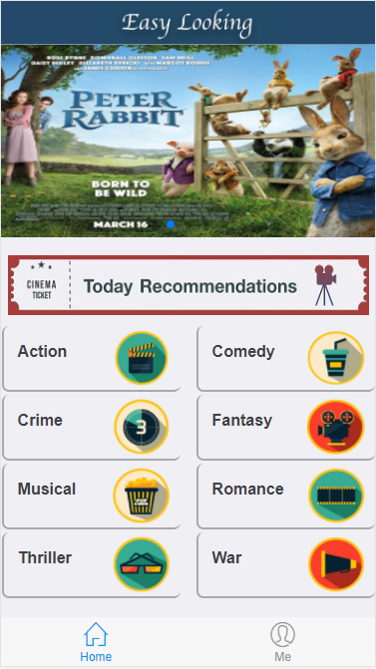 Easy Looking
ROSE BYRNE DOMHNALL GLEESON SAM NEILL
DAISY RIDLEY ELIZABETH DEBICKI WITH MARGOT ROBBIE
AND JAMES CORDEN
PETER
RABBIT
BORN TO
BE WILD
MARCH 16
CINEMA
TICKET
Today Recommendations
Action
Comedy
Crime
3
Fantasy
Musical
Romance
Thriller
War
Home
Me